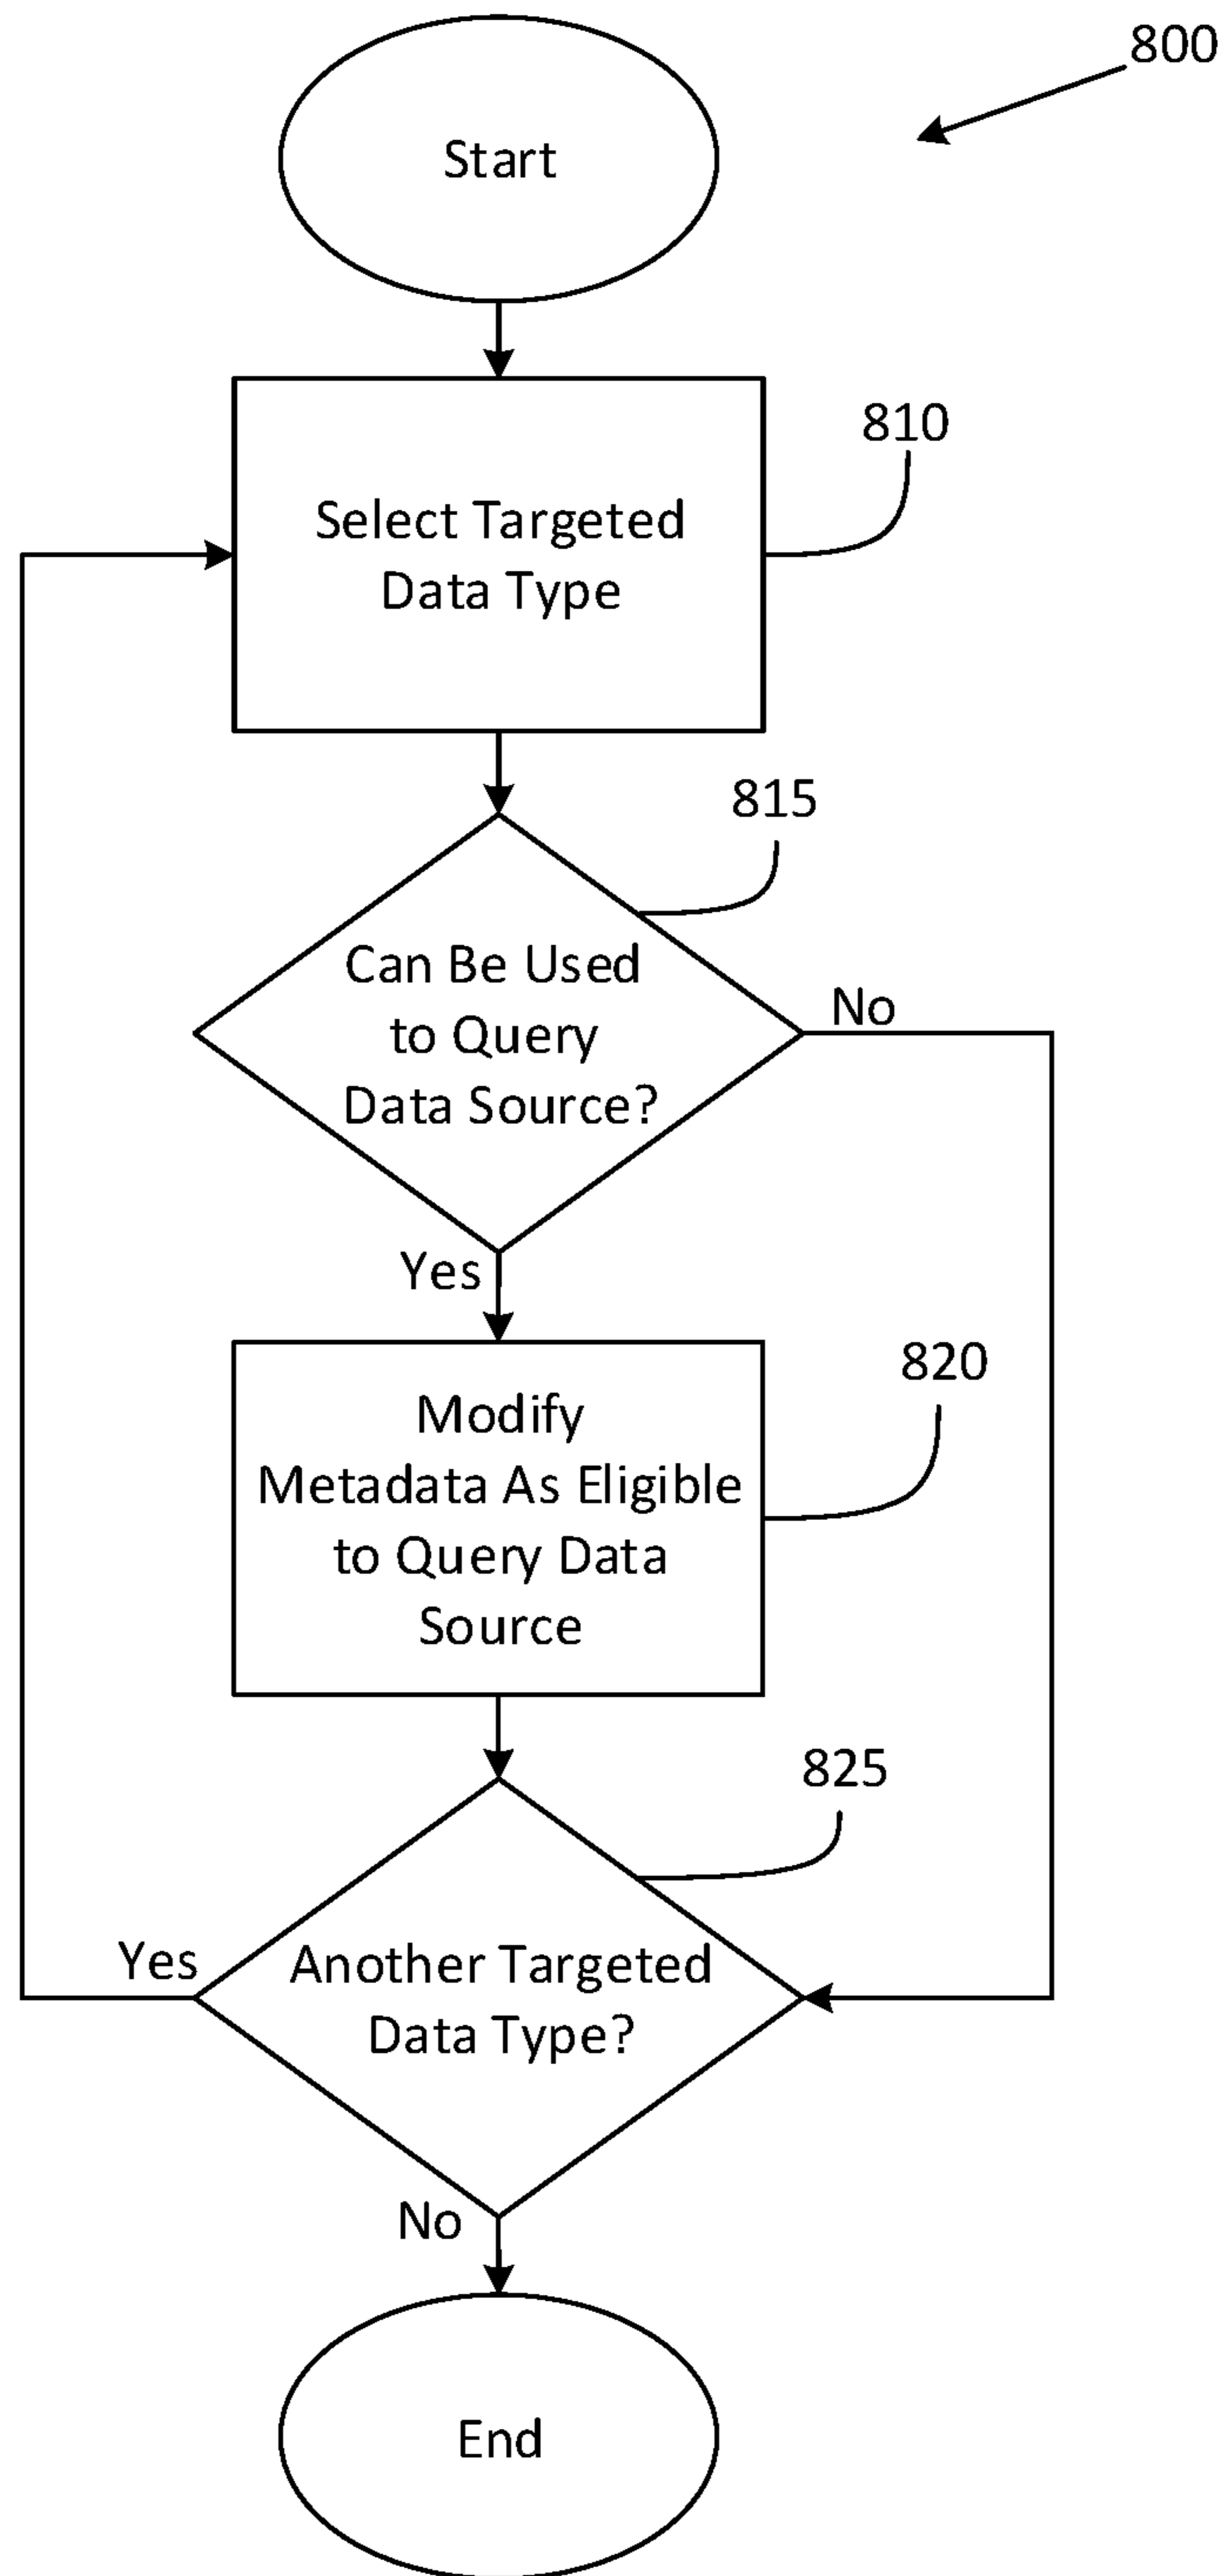 800
Start
810
Select Targeted
Data Type
815
Can Be Used
to Query
Data Source?
No
Yes
820
Modify
Metadata As Eligible
to Query Data
Source
825
Yes
Another Targeted
Data Type?
No
End